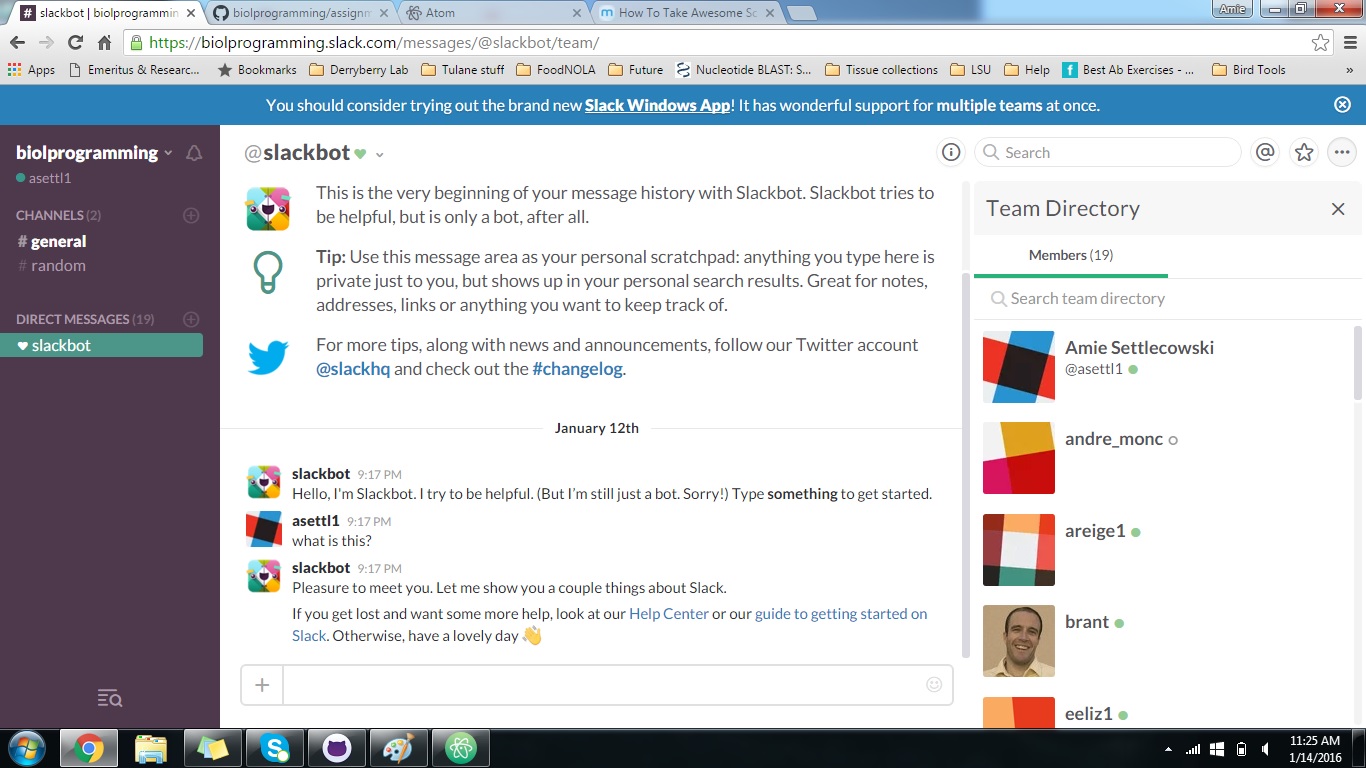 slackbot | biolprogrammin
biolprogramming/assignm
Atom
How To Take Awesome Sc
Amie
https://biolprogramming.slack.com/messages/@slackbot/team/
Apps
Emeritus & Researc...
Bookmarks
Derryberry Lab
Tulane stuff
FoodNOLA
Future
Nucleotide BLAST: S...
Tissue collections
LSU
Help
Best Ab Exercises - ...
Bird Tools
»
You should consider trying out the brand new Slack Windows App! It has wonderful support for multiple teams at once.
biolprogramming
asettl1
CHANNELS (2)
# general
# random
DIRECT MESSAGES (19)
slackbot
@slackbot
Search
This is the very beginning of your message history with Slackbot. Slackbot tries to
be helpful, but is only a bot, after all.
Tip: Use this message area as your personal scratchpad: anything you type here is
private just to you, but shows up in your personal search results. Great for notes,
addresses, links or anything you want to keep track of.
For more tips, along with news and announcements, follow our Twitter account
@slackhq and check out the #changelog.
January 12th
slackbot 9:17 PM
Hello, I'm Slackbot. I try to be helpful. (But I'm still just a bot. Sorry!) Type something to get started.
asettl1 9:17 PM
what is this?
slackbot 9:17 PM
Pleasure to meet you. Let me show you a couple things about Slack.
If you get lost and want some more help, look at our Help Center or our guide to getting started on
Slack. Otherwise, have a lovely day 👋
Team Directory
Members (19)
Search team directory
Amie Settlecowski
@asettl1
andre_monc
areige1
brant
eeliz1
11:25 AM
1/14/2016